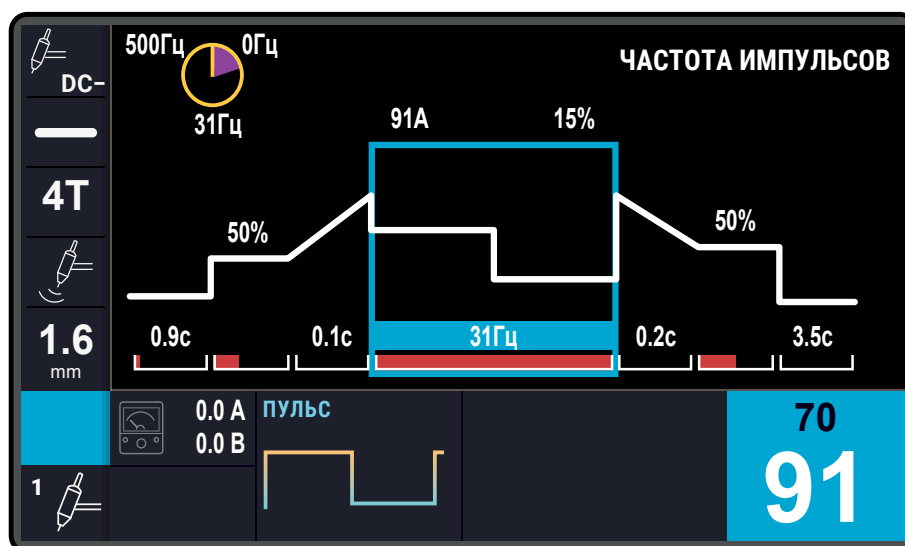 DC-
4T
1.6
mm
1
500Гц
0Гц
31Гц
ЧАСТОТА ИМПУЛЬСОВ
91А
15%
50%
50%
0.9с
0.1с
31Гц
0.2с
3.5с
0.0 А
0.0 В
ПУЛЬС
70
91